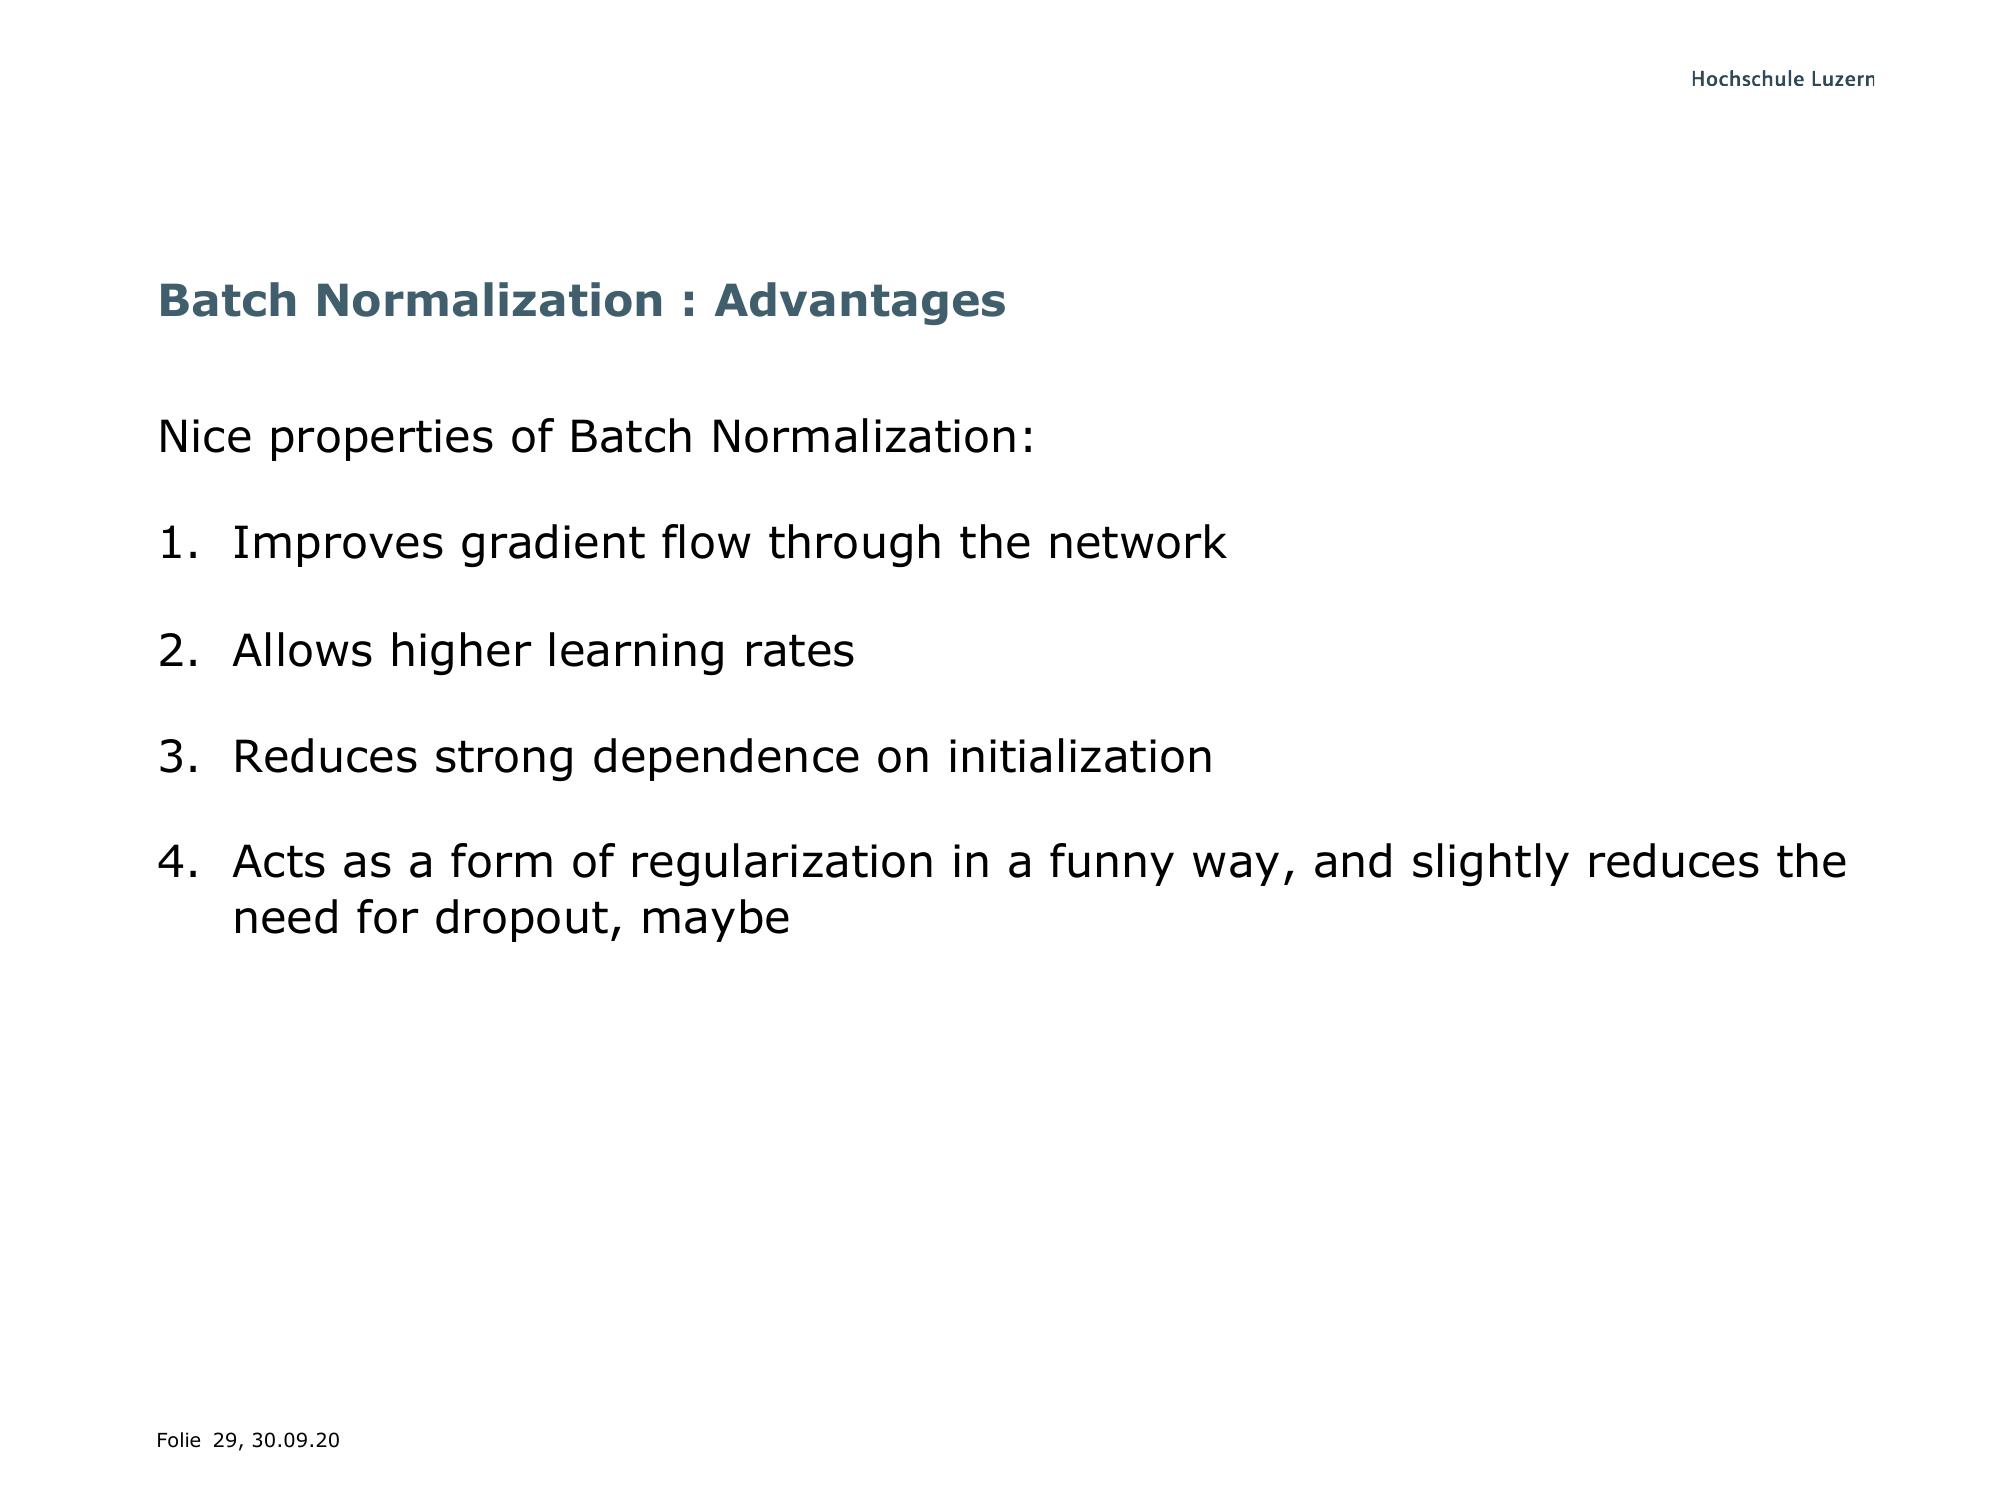 Hochschule Luzern
Batch Normalization : Advantages
Nice properties of Batch Normalization:
1. Improves gradient flow through the network
2. Allows higher learning rates
3. Reduces strong dependence on initialization
4. Acts as a form of regularization in a funny way, and slightly reduces the
need for dropout, maybe
Folie 29, 30.09.20